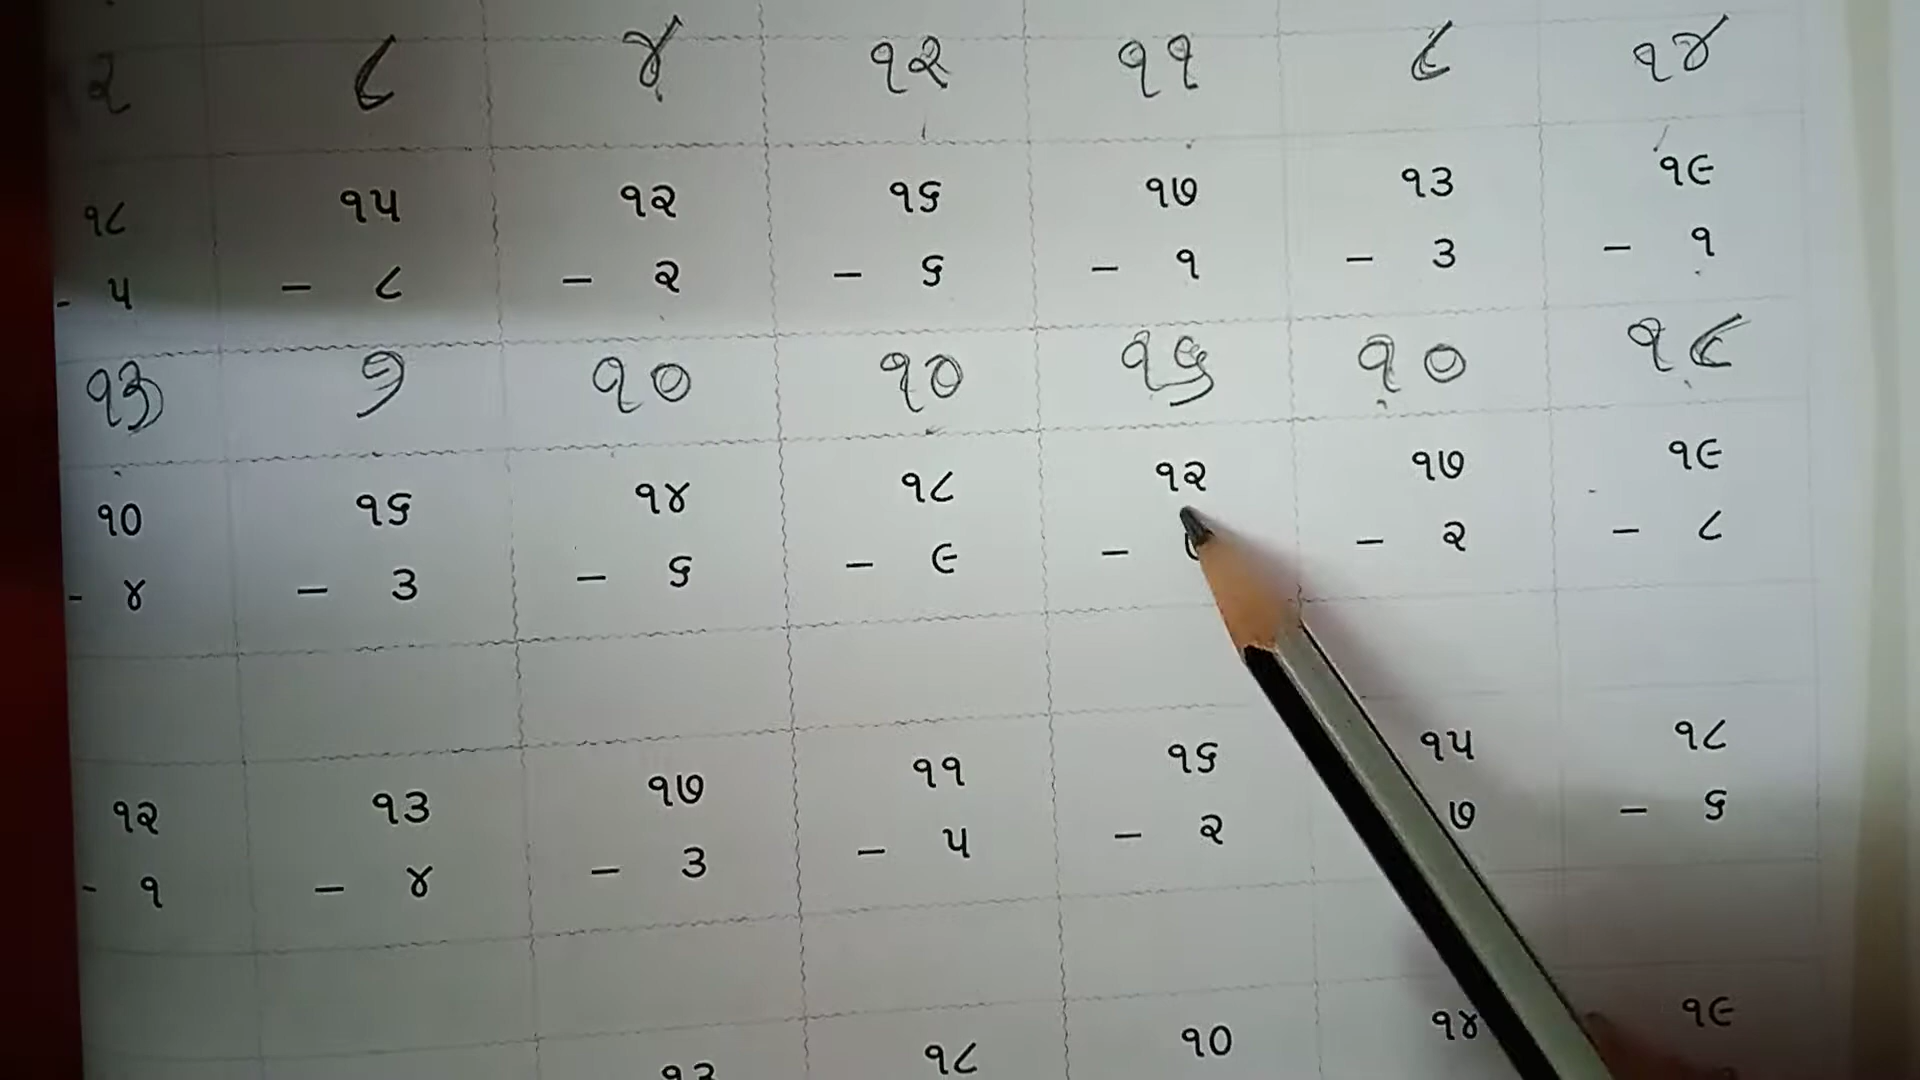 ૨ ૮ ૪ ૧૨ ૧૧ ૮ ૧૪
૧૮ ૧૫ ૧૨ ૧૬ ૧૭ ૧૩ ૧૯
- ૫ - ૮ - ૨ - ૬ - ૧ - ૩ - ૧
૧૩ ૭ ૧૦ ૧૦ ૧૬ ૧૦ ૧૮
૧૦ ૧૬ ૧૪ ૧૮ ૧૨ ૧૭ ૧૯
- ૪ - ૩ - ૬ - ૯ - - ૨ - ૮
૧૨ ૧૩ ૧૭ ૧૧ ૧૬ ૧૫ ૧૮
- ૧ - ૪ - ૩ - ૫ - ૨ ૭ - ૬
૧૮ ૧૦ ૧૪ ૧૯